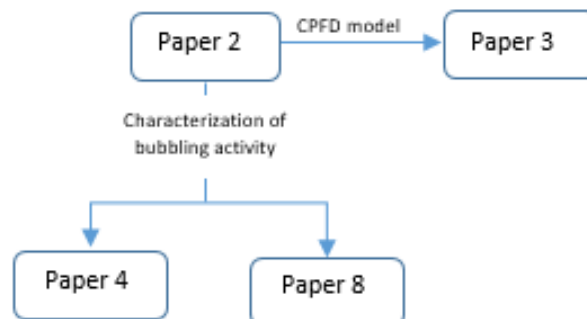 CPFD model
Paper 2
Paper 3
Characterization of
bubbling activity
Paper 4
Paper 8